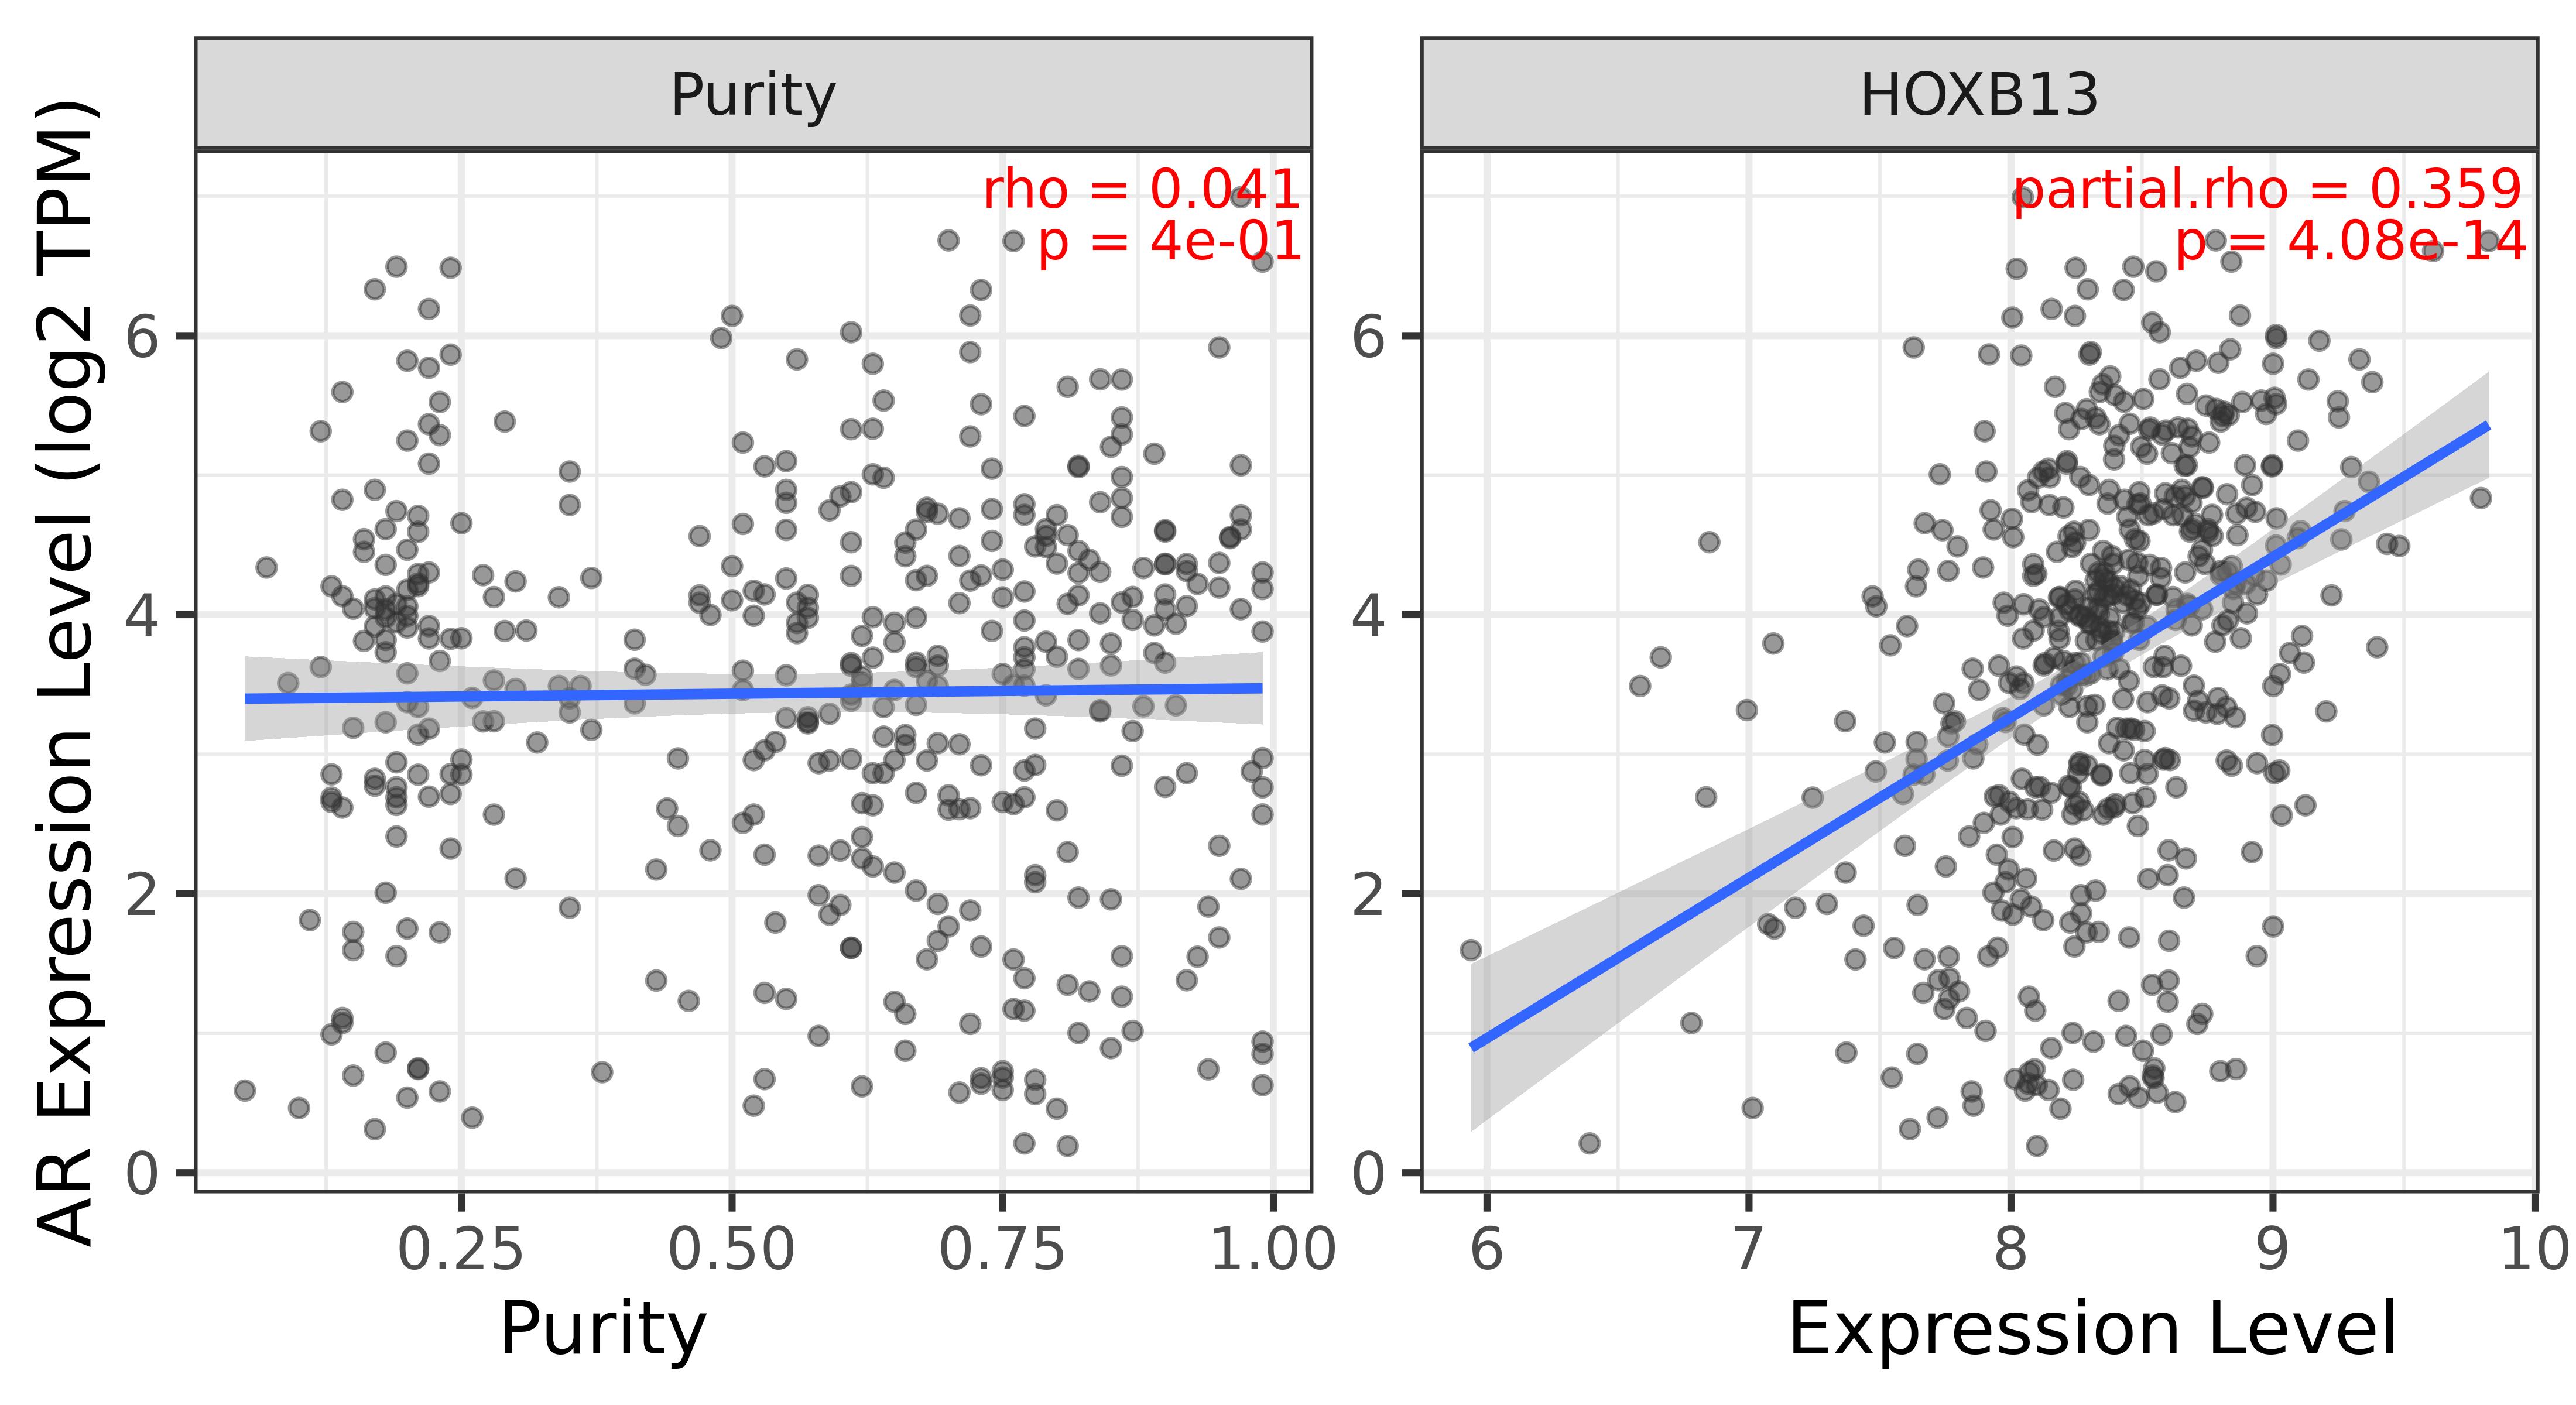 AR Expression Level (log2 TPM)
Purity
rho = 0.041
p = 4e-01
6
4
2
0
0.25 0.50 0.75 1.00
Purity
HOXB13
partial.rho = 0.359
p = 4.08e-14
6
4
2
0
6 7 8 9 10
Expression Level